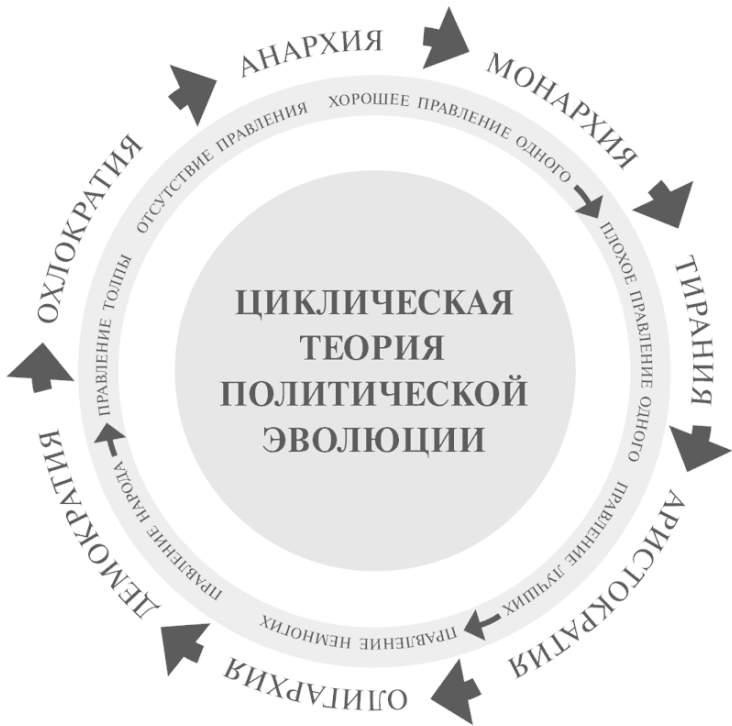 АНАРХИЯ
МОНАРХИЯ
ТИРАНИЯ
АРИСТОКРАТИЯ
ОЛИГАРХИЯ
ДЕМОКРАТИЯ
ОХЛОКРАТИЯ
ОТСУТСТВИЕ ПРАВЛЕНИЯ
ХОРОШЕЕ ПРАВЛЕНИЕ ОДНОГО
ПЛОХОЕ ПРАВЛЕНИЕ ОДНОГО
ПРАВЛЕНИЕ ЛУЧШИХ
ПРАВЛЕНИЕ НЕМНОГИХ
ПРАВЛЕНИЕ НАРОДА
ПРАВЛЕНИЕ ТОЛПЫ
ЦИКЛИЧЕСКАЯ
ТЕОРИЯ
ПОЛИТИЧЕСКОЙ
ЭВОЛЮЦИИ